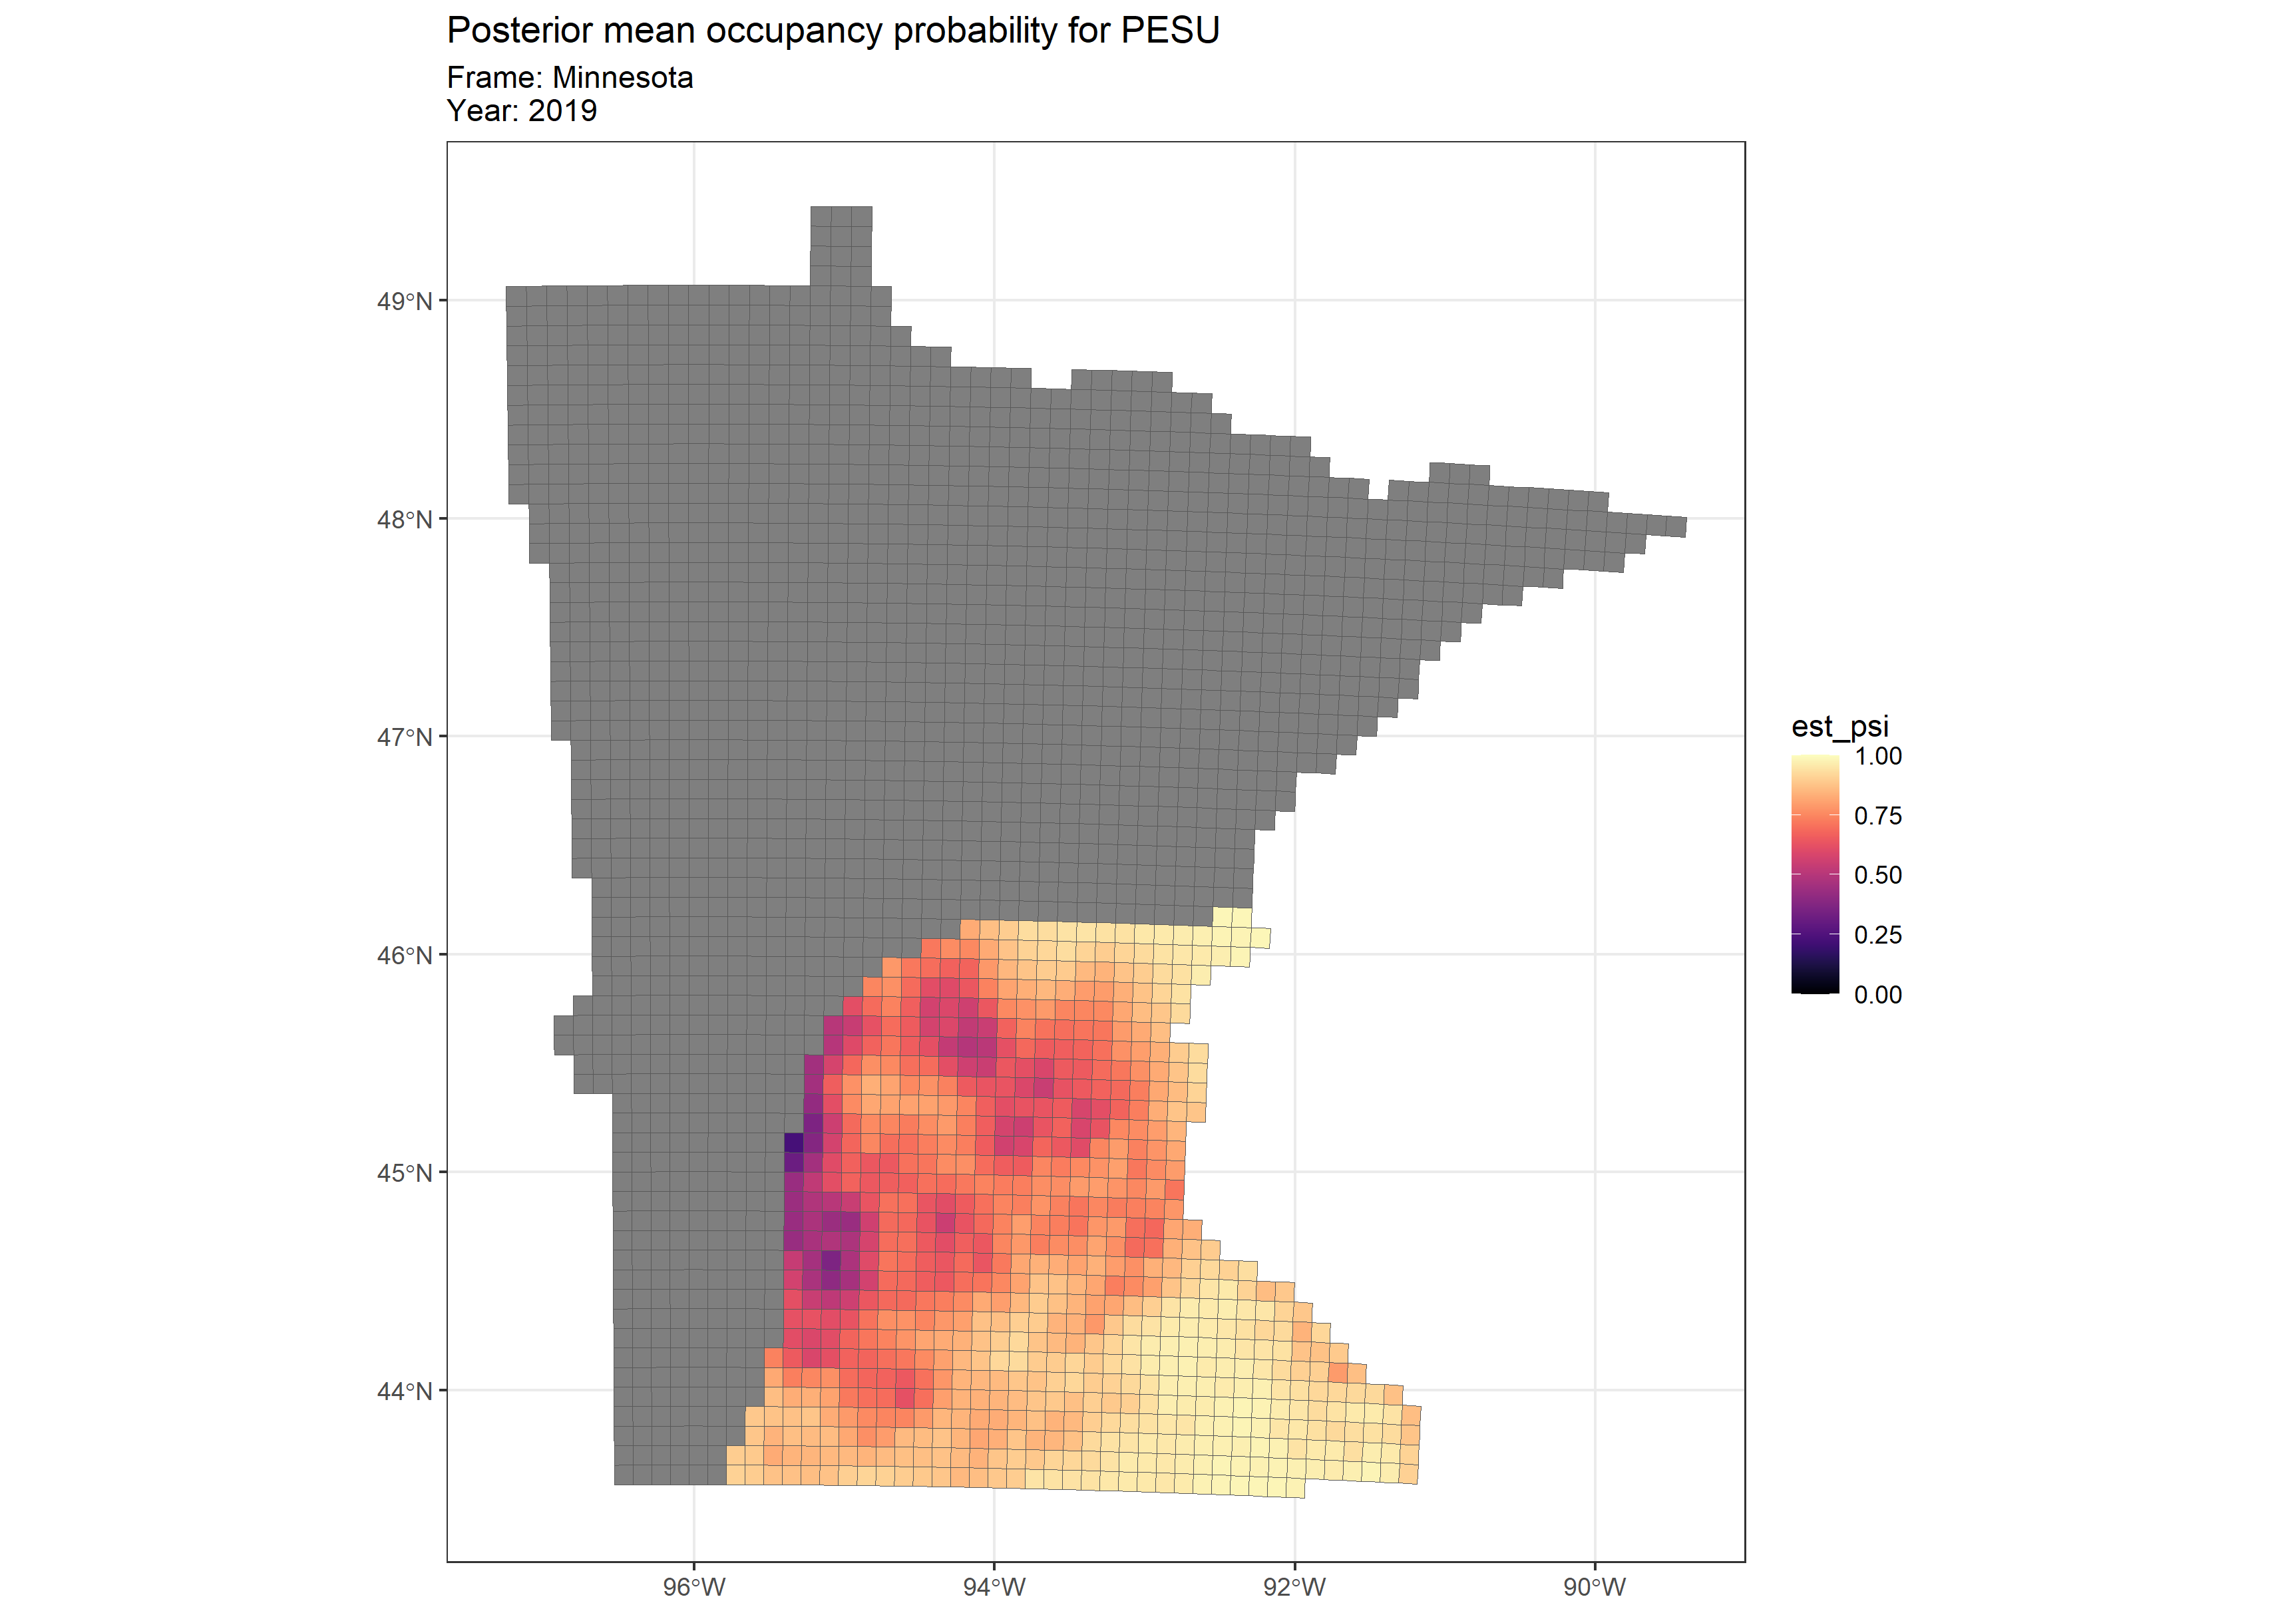 Posterior mean occupancy probability for PESU
Frame: Minnesota
Year: 2019
49°N
48°N
47°N
46°N
45°N
44°N
96°W
94°W
92°W
90°W
est_psi
1.00
0.75
0.50
0.25
0.00